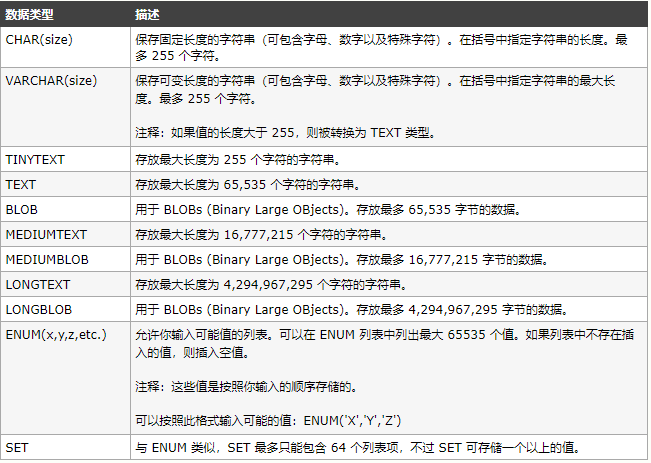 数据类型 描述
CHAR(size) 保存固定长度的字符串（可包含字母、数字以及特殊字符）。在括号中指定字符串的长度。最
多 255 个字符。
VARCHAR(size) 保存可变长度的字符串（可包含字母、数字以及特殊字符）。在括号中指定字符串的最大长
度。最多 255 个字符。
注释：如果值的长度大于 255，则被转换为 TEXT 类型。
TINYTEXT 存放最大长度为 255 个字符的字符串。
TEXT 存放最大长度为 65,535 个字符的字符串。
BLOB 用于 BLOBs (Binary Large OBjects)。存放最多 65,535 字节的数据。
MEDIUMTEXT 存放最大长度为 16,777,215 个字符的字符串。
MEDIUMBLOB 用于 BLOBs (Binary Large OBjects)。存放最多 16,777,215 字节的数据。
LONGTEXT 存放最大长度为 4,294,967,295 个字符的字符串。
LONGBLOB 用于 BLOBs (Binary Large OBjects)。存放最多 4,294,967,295 字节的数据。
ENUM(x,y,z,etc.) 允许你输入可能值的列表。可以在 ENUM 列表中列出最大 65535 个值。如果列表中不存在插
入的值，则插入空值。
注释：这些值是按照你输入的顺序存储的。
可以按照此格式输入可能的值：ENUM('X','Y','Z')
SET 与 ENUM 类似，SET 最多只能包含 64 个列表项，不过 SET 可存储一个以上的值。